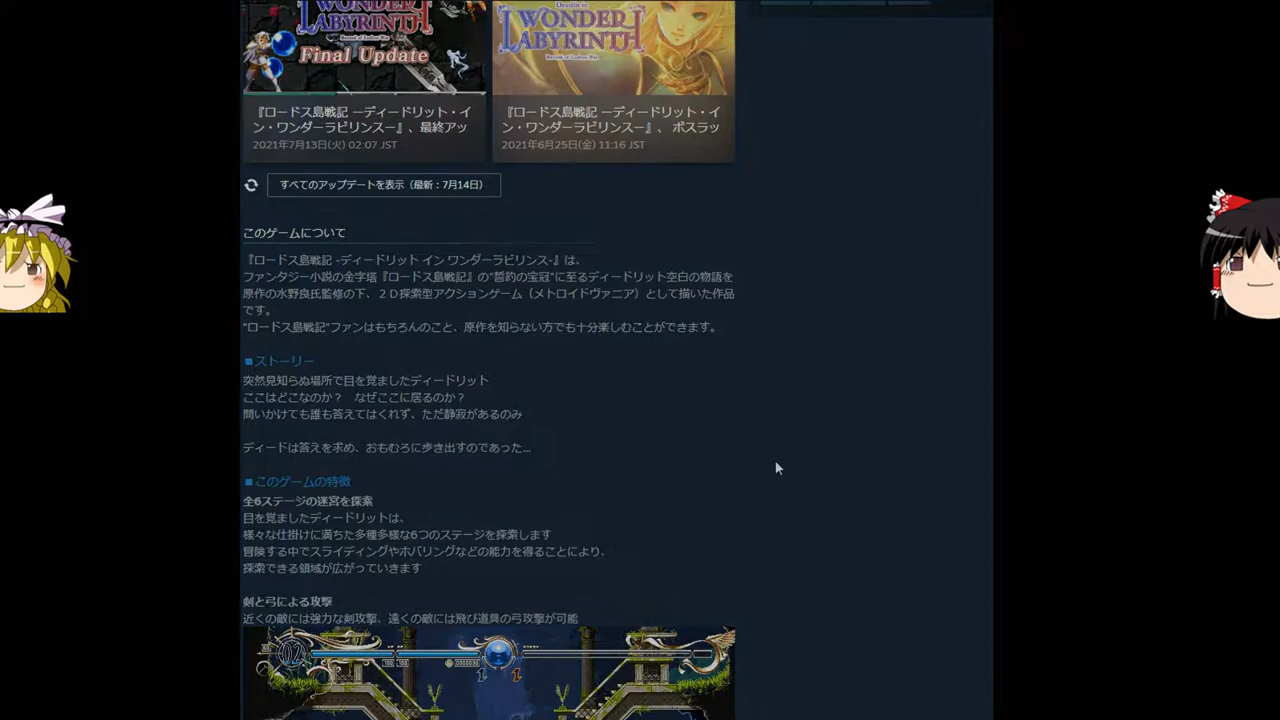 WONDER
LABYRINTH
Record of Lodoss War
Final Update
Deedlit in
WONDER
LABYRINTH
Record of Lodoss War
『ロードス島戦記 ーディードリット・イ
ン・ワンダーラビリンスー』、最終アッ
2021年7月13日(火) 02:07 JST
『ロードス島戦記 ーディードリット・イ
ン・ワンダーラビリンスー』、 ボスラッ
2021年6月25日(金) 11:16 JST
すべてのアップデートを表示（最新：7月14日）
このゲームについて
『ロードス島戦記 -ディードリット イン ワンダーラビリンス-』は、
ファンタジー小説の金字塔『ロードス島戦記』の"誓約の宝冠"に至るディードリット空白の物語を
原作の水野良氏監修の下、２Ｄ探索型アクションゲーム（メトロイドヴァニア）として描いた作品
です。
"ロードス島戦記"ファンはもちろんのこと、原作を知らない方でも十分楽しむことができます。
■ストーリー
突然見知らぬ場所で目を覚ましたディードリット
ここはどこなのか？　なぜここに居るのか？
問いかけても誰も答えてはくれず、ただ静寂があるのみ
ディードは答えを求め、おもむろに歩き出すのであった...
■このゲームの特徴
全6ステージの迷宮を探索
目を覚ましたディードリットは、
様々な仕掛けに満ちた多種多様な6つのステージを探索します
冒険する中でスライディングやホバリングなどの能力を得ることにより、
探索できる領域が広がっていきます
剣と弓による攻撃
近くの敵には強力な剣攻撃、遠くの敵には飛び道具の弓攻撃が可能
02
100 100
1 1